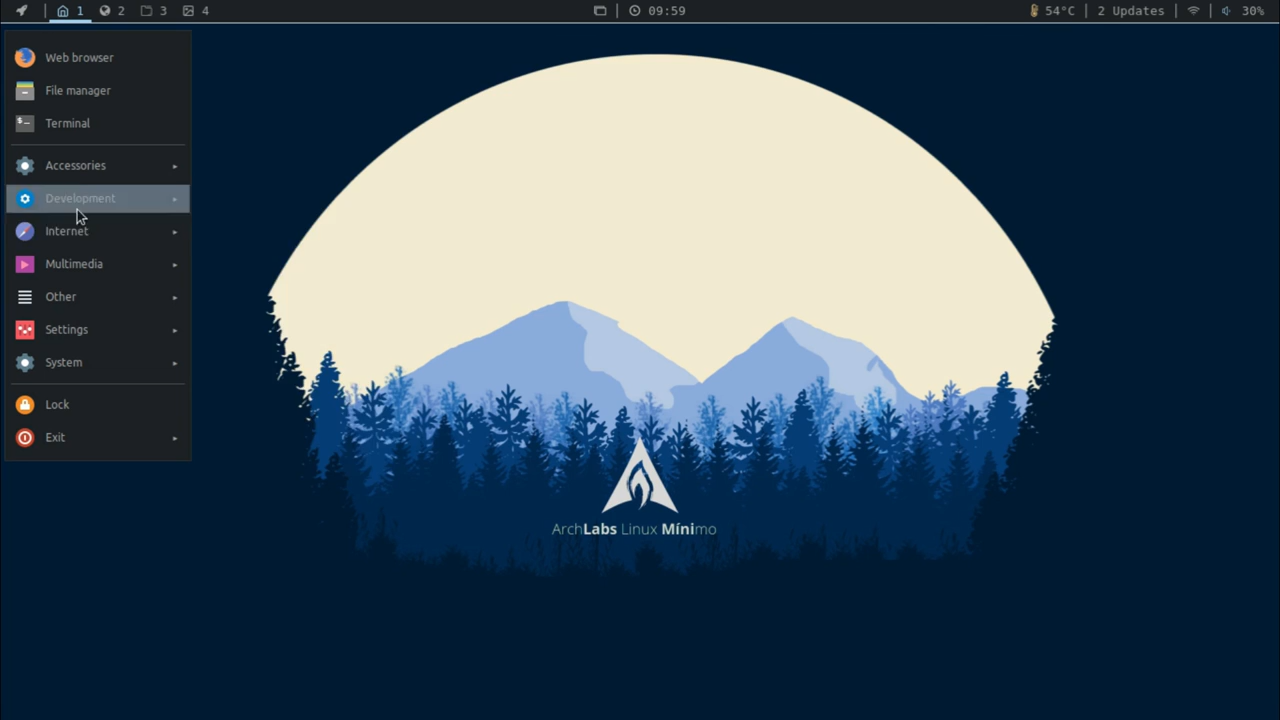 1 2 3 4
09:59
54°C 2 Updates 30%
Web browser
File manager
Terminal
Accessories
Development
Internet
Multimedia
Other
Settings
System
Lock
Exit
ArchLabs Linux Mínimo